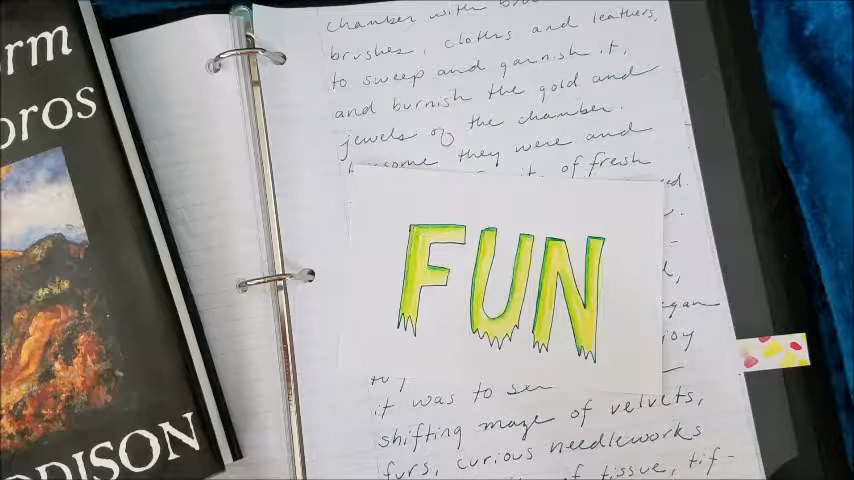 rm
oros
DDISON
chamber with
brushes, cloths and leathers,
to sweep and garnish it,
and burnish the gold and
jewels of the chamber.
they were and
of fresh
FUN
it was to see
shifting maze of velvets,
furs, curious needleworks
of tissue, tif-